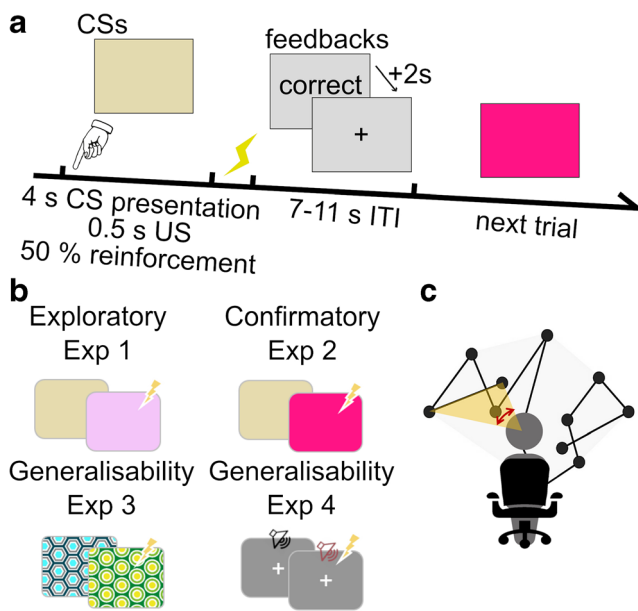 a
CSs
feedbacks
correct
+2s
+
4 s CS presentation
0.5 s US
50 % reinforcement
7-11 s ITI
next trial
b
Exploratory
Exp 1
Confirmatory
Exp 2
Generalisability
Exp 3
Generalisability
Exp 4
+
+
c